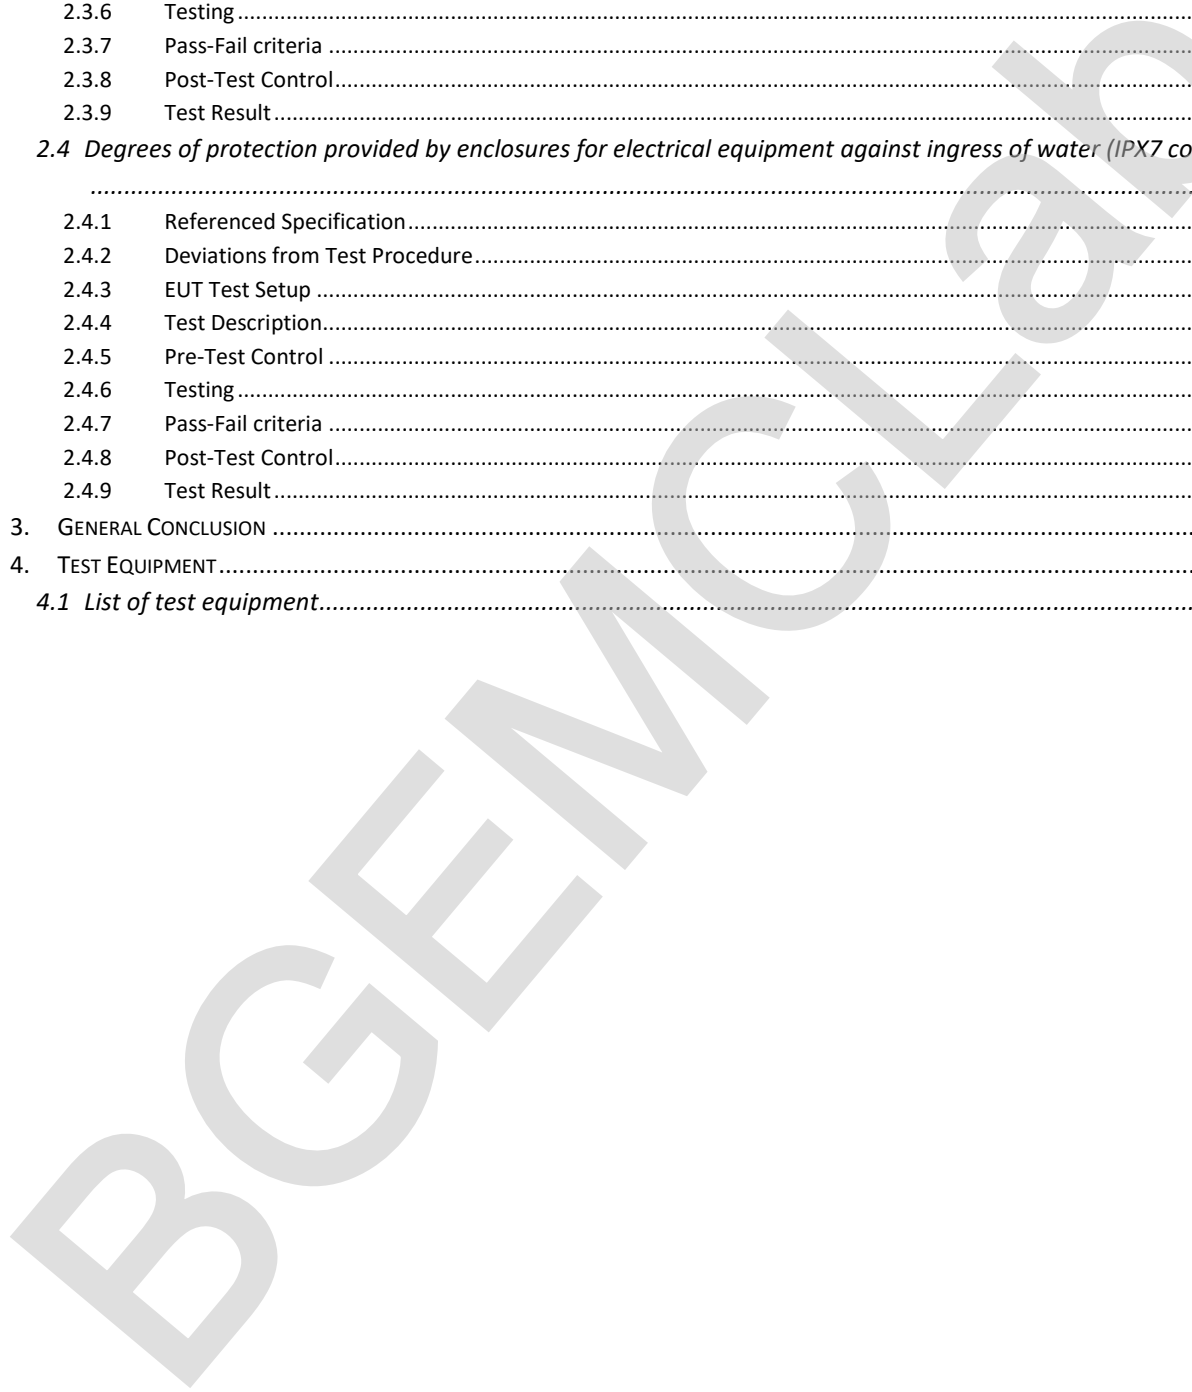 2.3.6 Testing
2.3.7 Pass-Fail criteria
2.3.8 Post-Test Control
2.3.9 Test Result
2.4 Degrees of protection provided by enclosures for electrical equipment against ingress of water (IPX7 co
2.4.1 Referenced Specification
2.4.2 Deviations from Test Procedure
2.4.3 EUT Test Setup
2.4.4 Test Description
2.4.5 Pre-Test Control
2.4.6 Testing
2.4.7 Pass-Fail criteria
2.4.8 Post-Test Control
2.4.9 Test Result
3. GENERAL CONCLUSION
4. TEST EQUIPMENT
4.1 List of test equipment
BGEMCLab